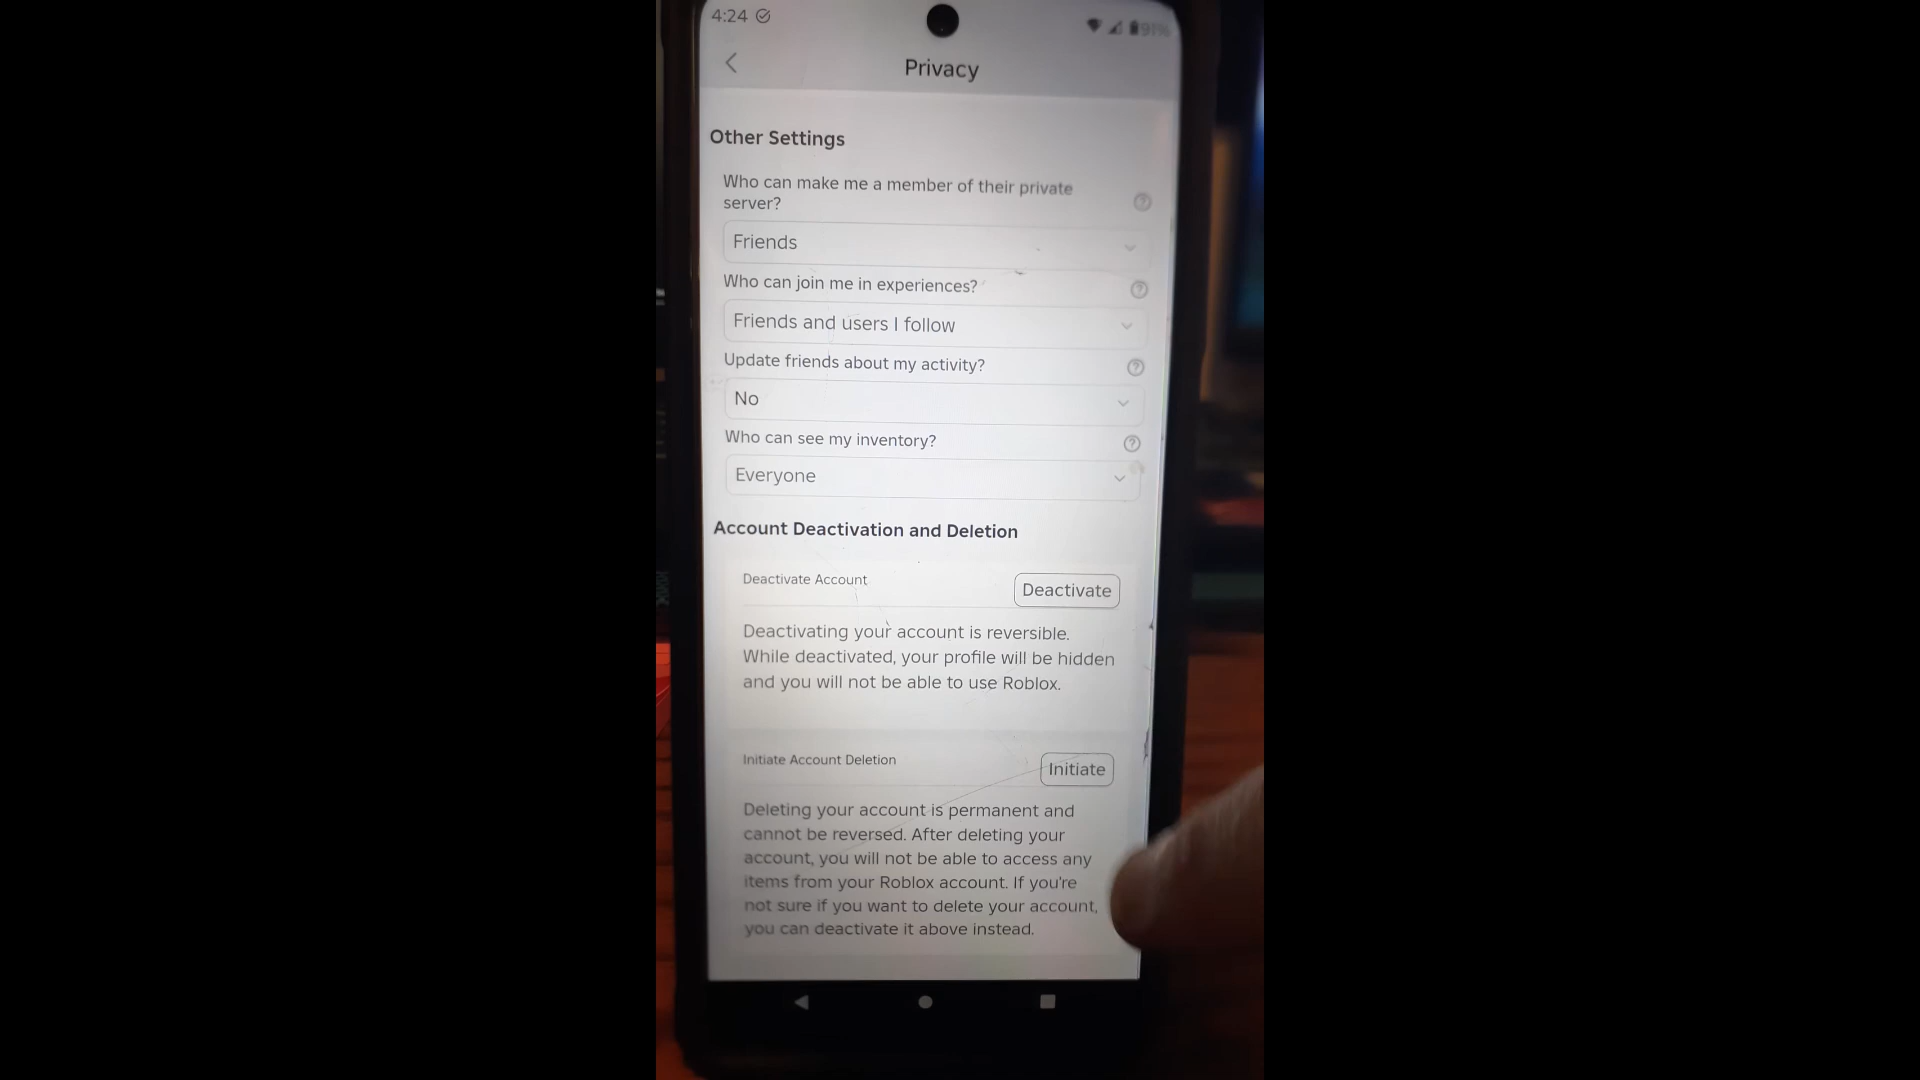 4:24
91%
Privacy
Other Settings
Who can make me a member of their private
server?
Friends
Who can join me in experiences?
Friends and users I follow
Update friends about my activity?
No
Who can see my inventory?
Everyone
Account Deactivation and Deletion
Deactivate Account
Deactivate
Deactivating your account is reversible.
While deactivated, your profile will be hidden
and you will not be able to use Roblox.
Initiate Account Deletion
Initiate
Deleting your account is permanent and
cannot be reversed. After deleting your
account, you will not be able to access any
items from your Roblox account. If you're
not sure if you want to delete your account,
you can deactivate it above instead.